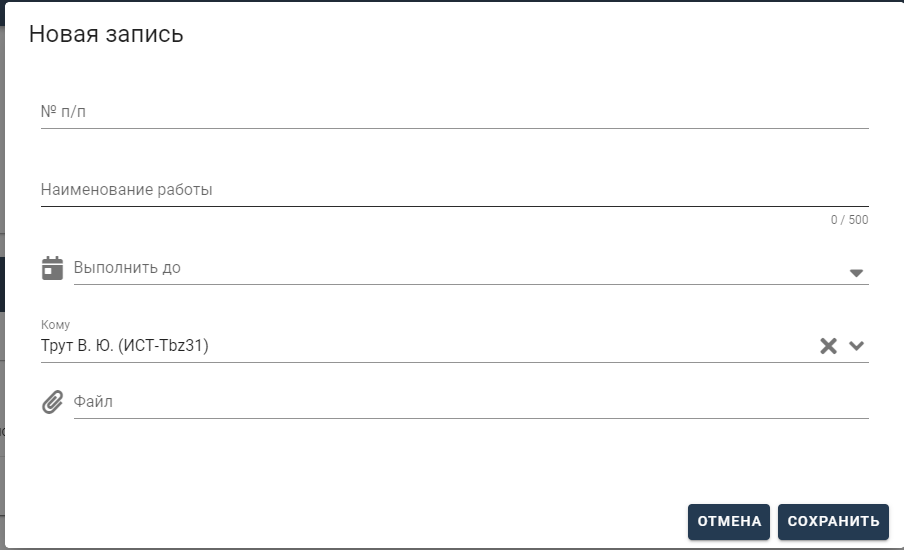 Новая запись
№ п/п
Наименование работы
0 / 500
Выполнить до
Кому
Трут В. Ю. (ИСТ-Tbz31)
Файл
ОТМЕНА СОХРАНИТЬ